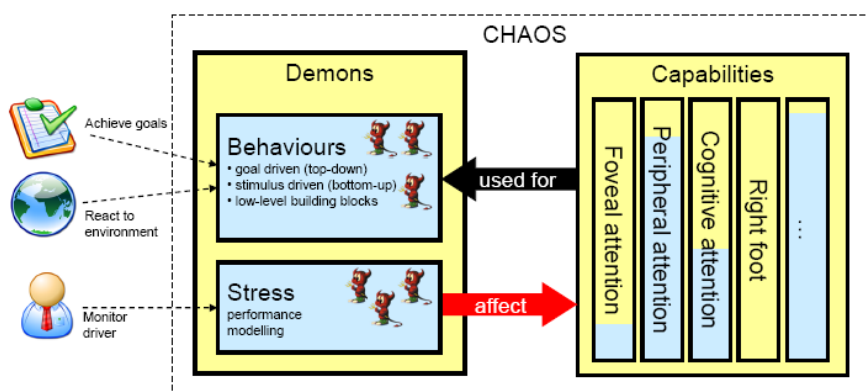 CHAOS
Demons
Capabilities
Achieve goals
Behaviours
• goal driven (top-down)
• stimulus driven (bottom-up)
• low-level building blocks
React to
environment
used for
Stress
performance
modelling
Monitor
driver
affect
Foveal attention
Peripheral attention
Cognitive attention
Right foot
...